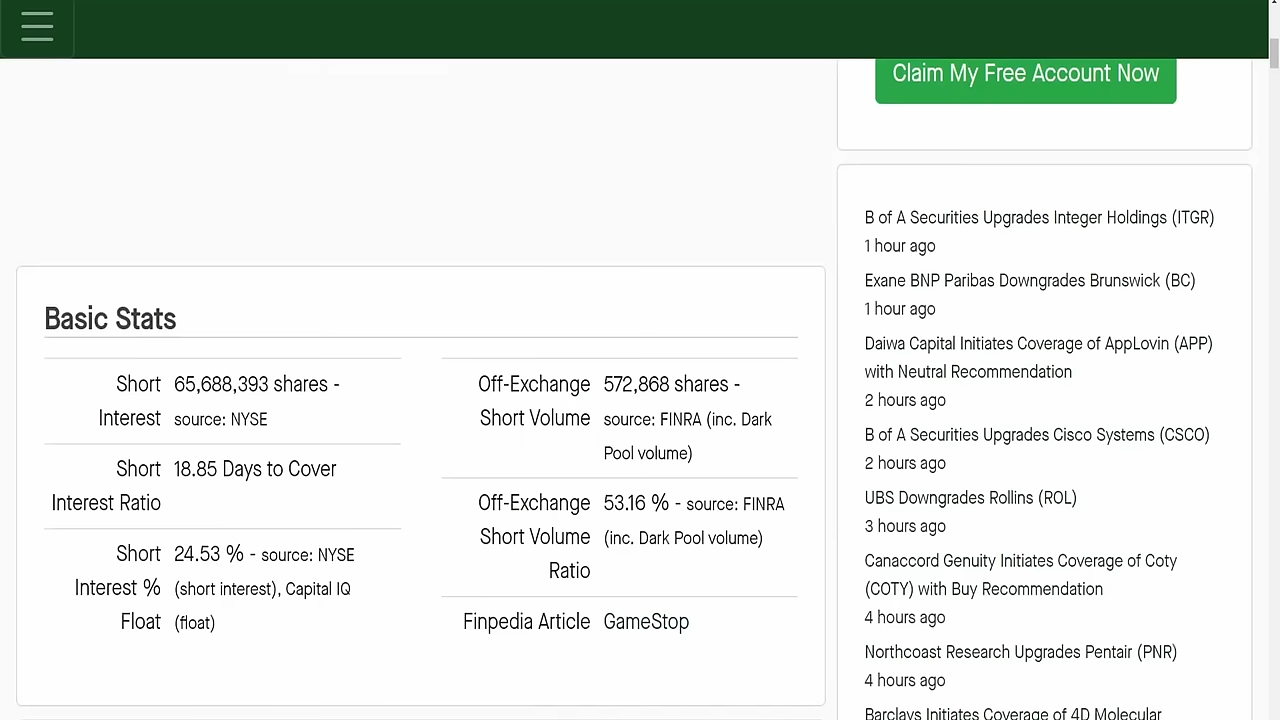 Claim My Free Account Now
Basic Stats
Short 65,688,393 shares -
Interest source: NYSE
Short 18.85 Days to Cover
Interest Ratio
Short 24.53 % - source: NYSE
Interest % (short interest), Capital IQ
Float (float)
Off-Exchange 572,868 shares -
Short Volume source: FINRA (inc. Dark
Pool volume)
Off-Exchange 53.16 % - source: FINRA
Short Volume (inc. Dark Pool volume)
Ratio
Finpedia Article GameStop
B of A Securities Upgrades Integer Holdings (ITGR)
1 hour ago
Exane BNP Paribas Downgrades Brunswick (BC)
1 hour ago
Daiwa Capital Initiates Coverage of AppLovin (APP)
with Neutral Recommendation
2 hours ago
B of A Securities Upgrades Cisco Systems (CSCO)
2 hours ago
UBS Downgrades Rollins (ROL)
3 hours ago
Canaccord Genuity Initiates Coverage of Coty
(COTY) with Buy Recommendation
4 hours ago
Northcoast Research Upgrades Pentair (PNR)
4 hours ago
Barclays Initiates Coverage of 4D Molecular